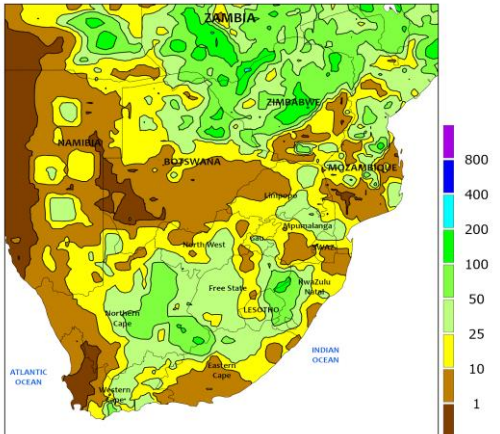 ZAMBIA
ZIMBABWE
NAMIBIA
BOTSWANA
MOZAMBIQUE
Limpopo
Mpumalanga
North West
Gau
SWAZ
Free State
KwaZulu
Natal
LESOTHO
Northern
Cape
INDIAN
OCEAN
ATLANTIC
OCEAN
Eastern
Cape
Western
Cape
800
400
200
100
50
25
10
1